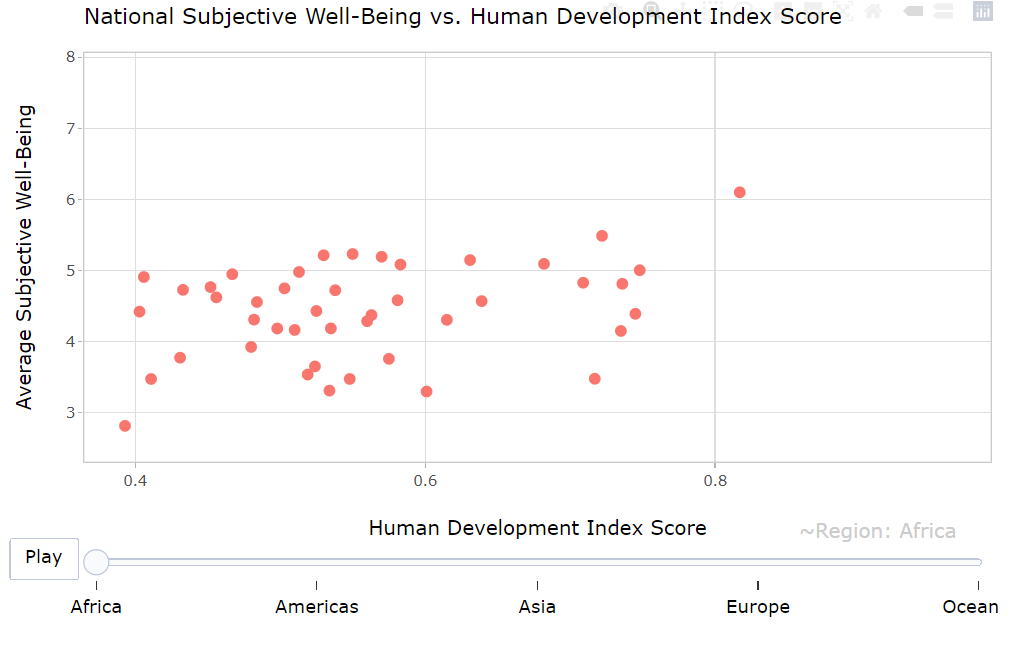 National Subjective Well-Being vs. Human Development Index Score
Average Subjective Well-Being
8
7
6
5
4
3
0.4 0.6 0.8
Human Development Index Score
~Region: Africa
Play
Africa Americas Asia Europe Ocean